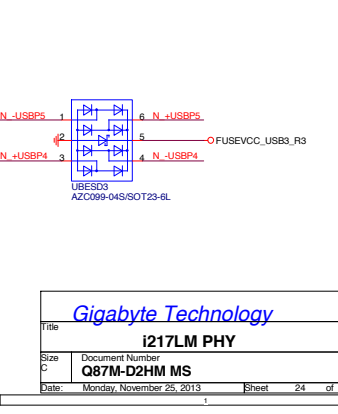 N_-USBP5 1 6 N_+USBP5
2 5 FUSEVCC_USB3_R3
N_+USBP4 3 4 N_-USBP4
UBESD3
AZC099-04S/SOT23-6L
Gigabyte Technology
Title
i217LM PHY
Size Document Number
C Q87M-D2HM MS
Date: Monday, November 25, 2013 Sheet 24 of
1